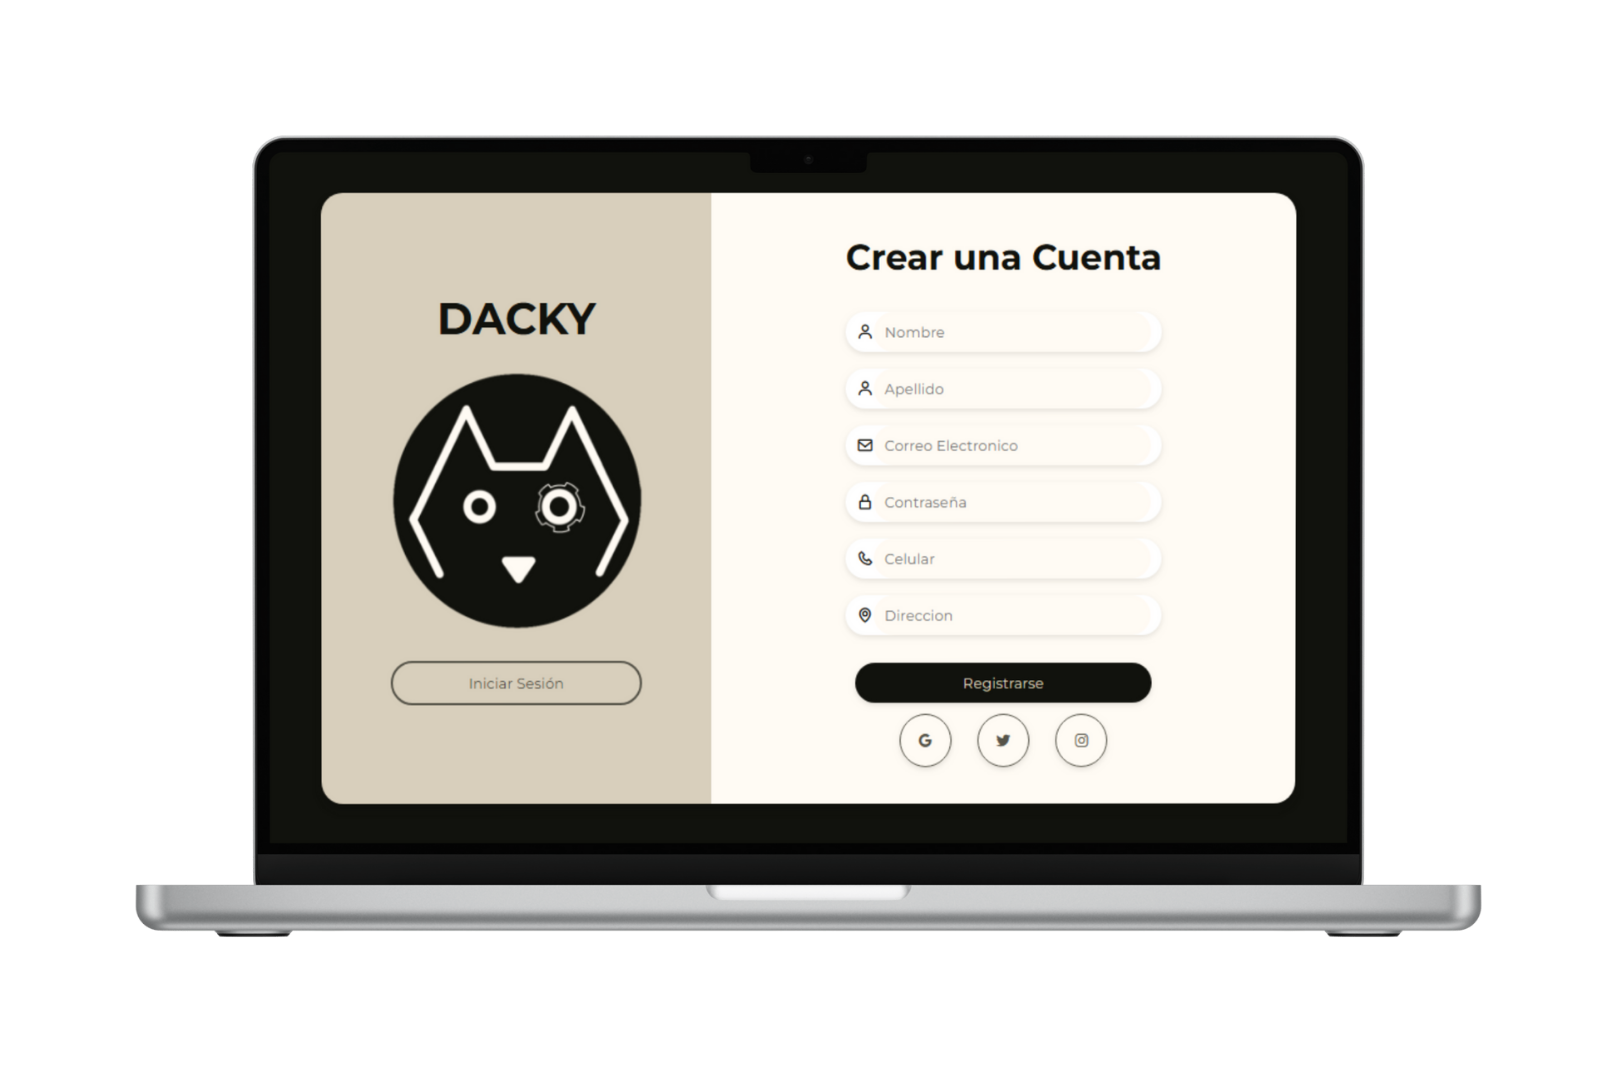 DACKY
Iniciar Sesión
Crear una Cuenta
Nombre
Apellido
Correo Electronico
Contraseña
Celular
Direccion
Registrarse